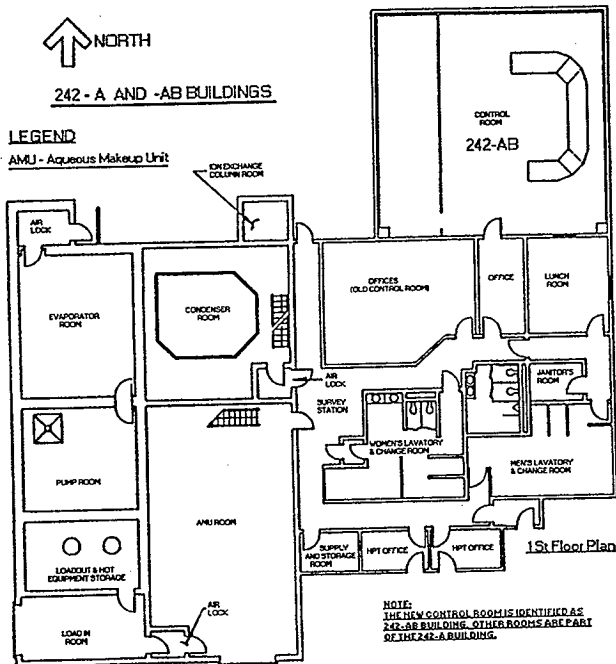 NORTH
242 - A AND -AB BUILDINGS
LEGEND
AMU - Aqueous Makeup Unit
ION EXCHANGE
COLUMN ROOM
CONTROL
ROOM
242-AB
AIR
LOCK
EVAPORATOR
ROOM
CONDENSER
ROOM
OFFICES
(OLD CONTROL ROOM)
OFFICE
LUNCH
ROOM
AIR
LOCK
SURVEY
STATION
JANITOR'S
ROOM
WOMEN'S LAVATORY
& CHANGE ROOM
MEN'S LAVATORY
& CHANGE ROOM
PUMP ROOM
AMU ROOM
LOADOUT & HOT
EQUIPMENT STORAGE
SUPPLY
AND STORAGE
ROOM
HPT OFFICE
HPT OFFICE
1St Floor Plan
AIR
LOCK
LOAD IN
ROOM
NOTE:
THE NEW CONTROL ROOM IS IDENTIFIED AS
242-AB BUILDING. OTHER ROOMS ARE PART
OF THE 242-A BUILDING.